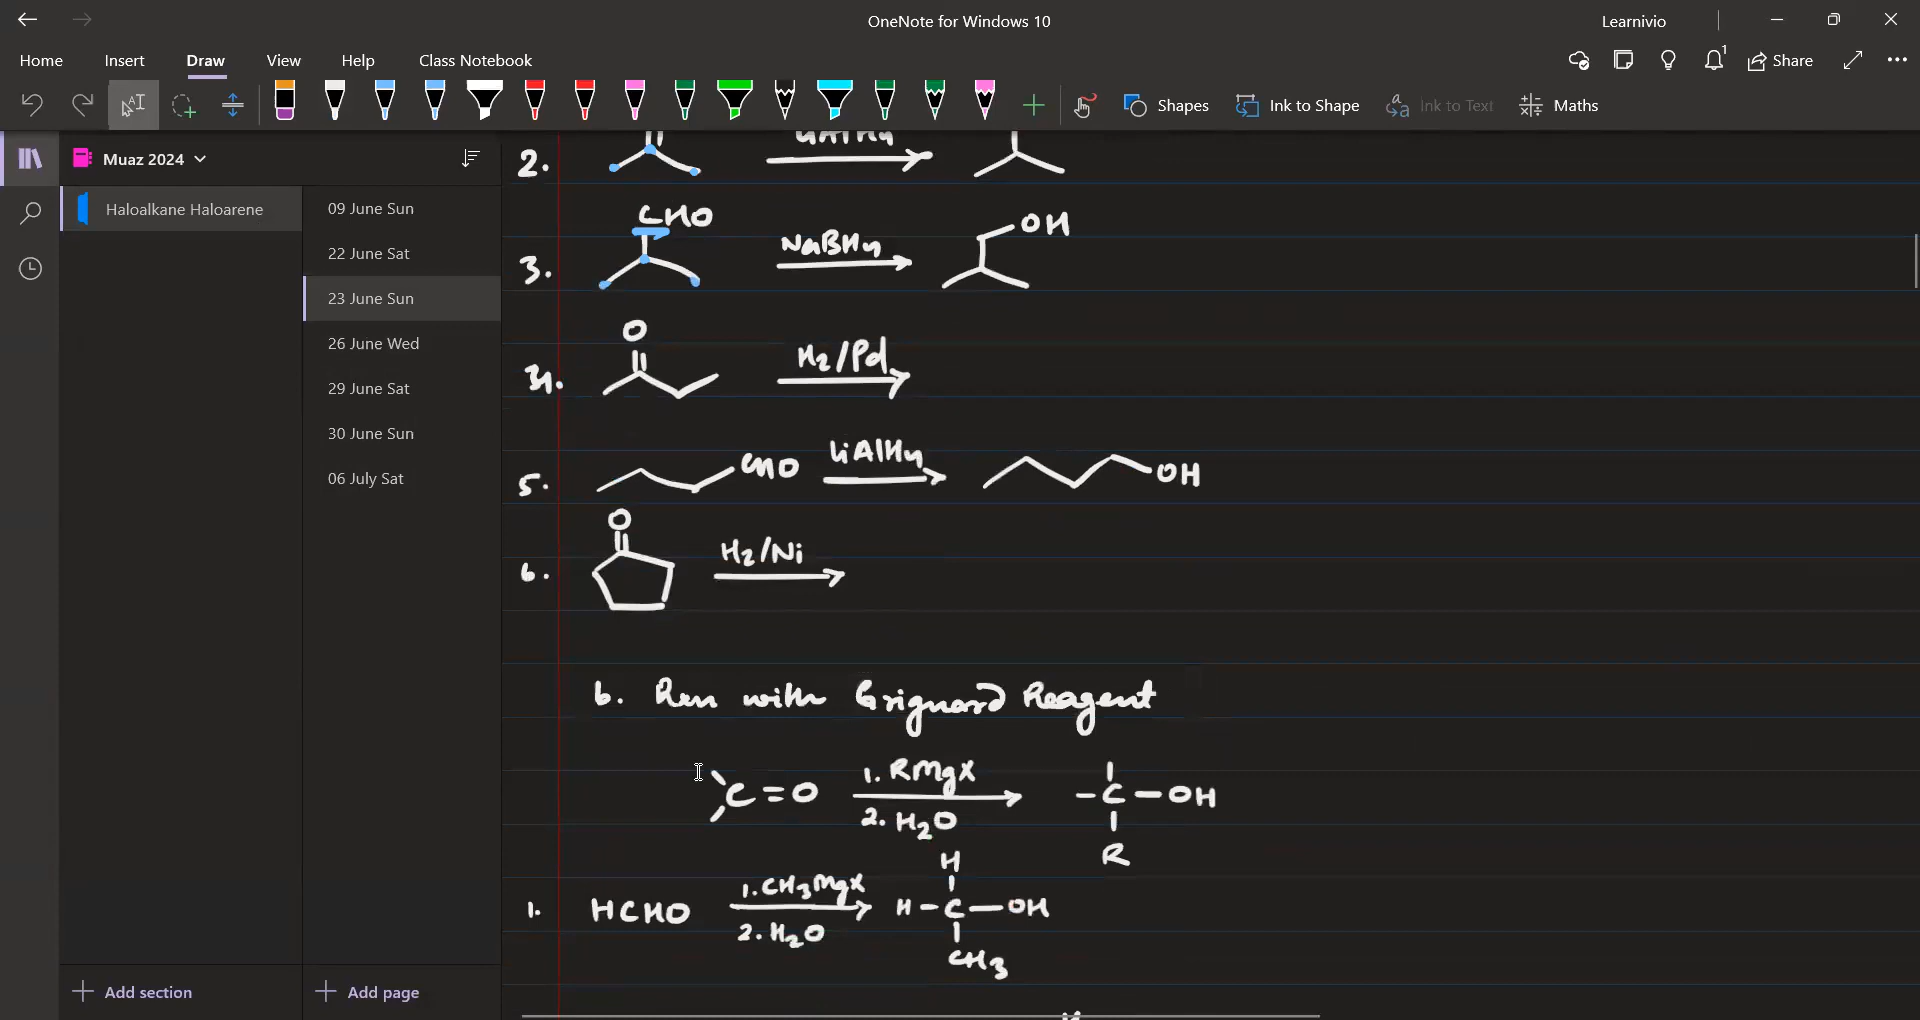 OneNote for Windows 10
Learnivio
Home Insert Draw View Help Class Notebook
1
Share
Shapes Ink to Shape Ink to Text Maths
Muaz 2024
Haloalkane Haloarene
09 June Sun
22 June Sat
23 June Sun
26 June Wed
29 June Sat
30 June Sun
06 July Sat
Add section
Add page
2. LiAlH4
3. CHO NaBH4 OH
4. O H2/Pd
5. CHO LiAlH4 OH
6. O H2/Ni
b. Rxn with Grignard Reagent
C=O 1. RMgX 2. H2O -C-OH
R
1. HCHO 1. CH3MgX 2. H2O H H-C-OH
CH3